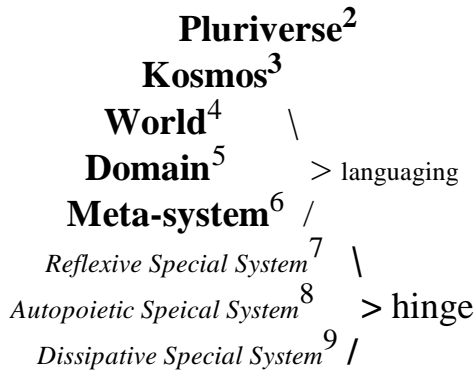 Pluriverse²
Kosmos³
World⁴ \
Domain⁵ > languaging
Meta-system⁶ /
Reflexive Special System⁷ \
Autopoietic Speical System⁸ > hinge
Dissipative Special System⁹ /